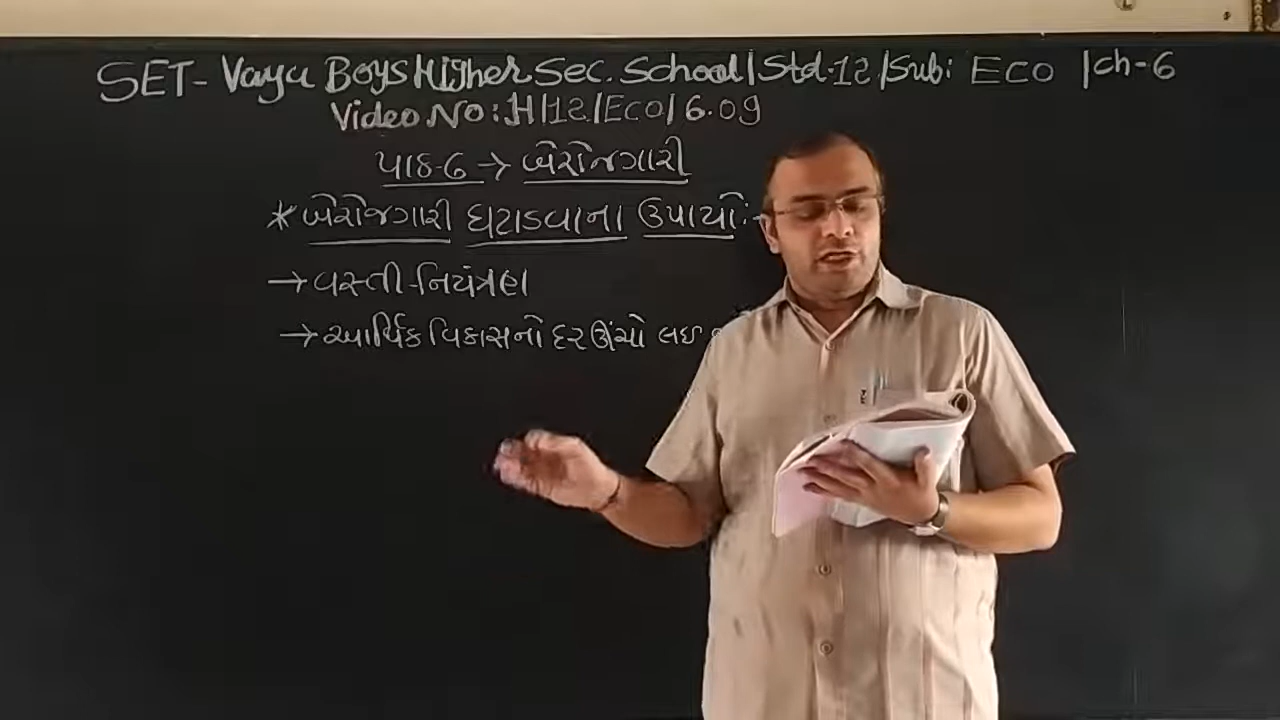 SET- Vaya Boys Higher Sec. School/Std-12/Sub: Eco /ch-6
Video No: H/12/Eco/6.09
પાઠ-6 → બેરોજગારી
* બેરોજગારી ઘટાડવાના ઉપાયો:-
→ વસ્તી-નિયંત્રણ
→ આર્થિક વિકાસનો દર ઊંચો લઈ